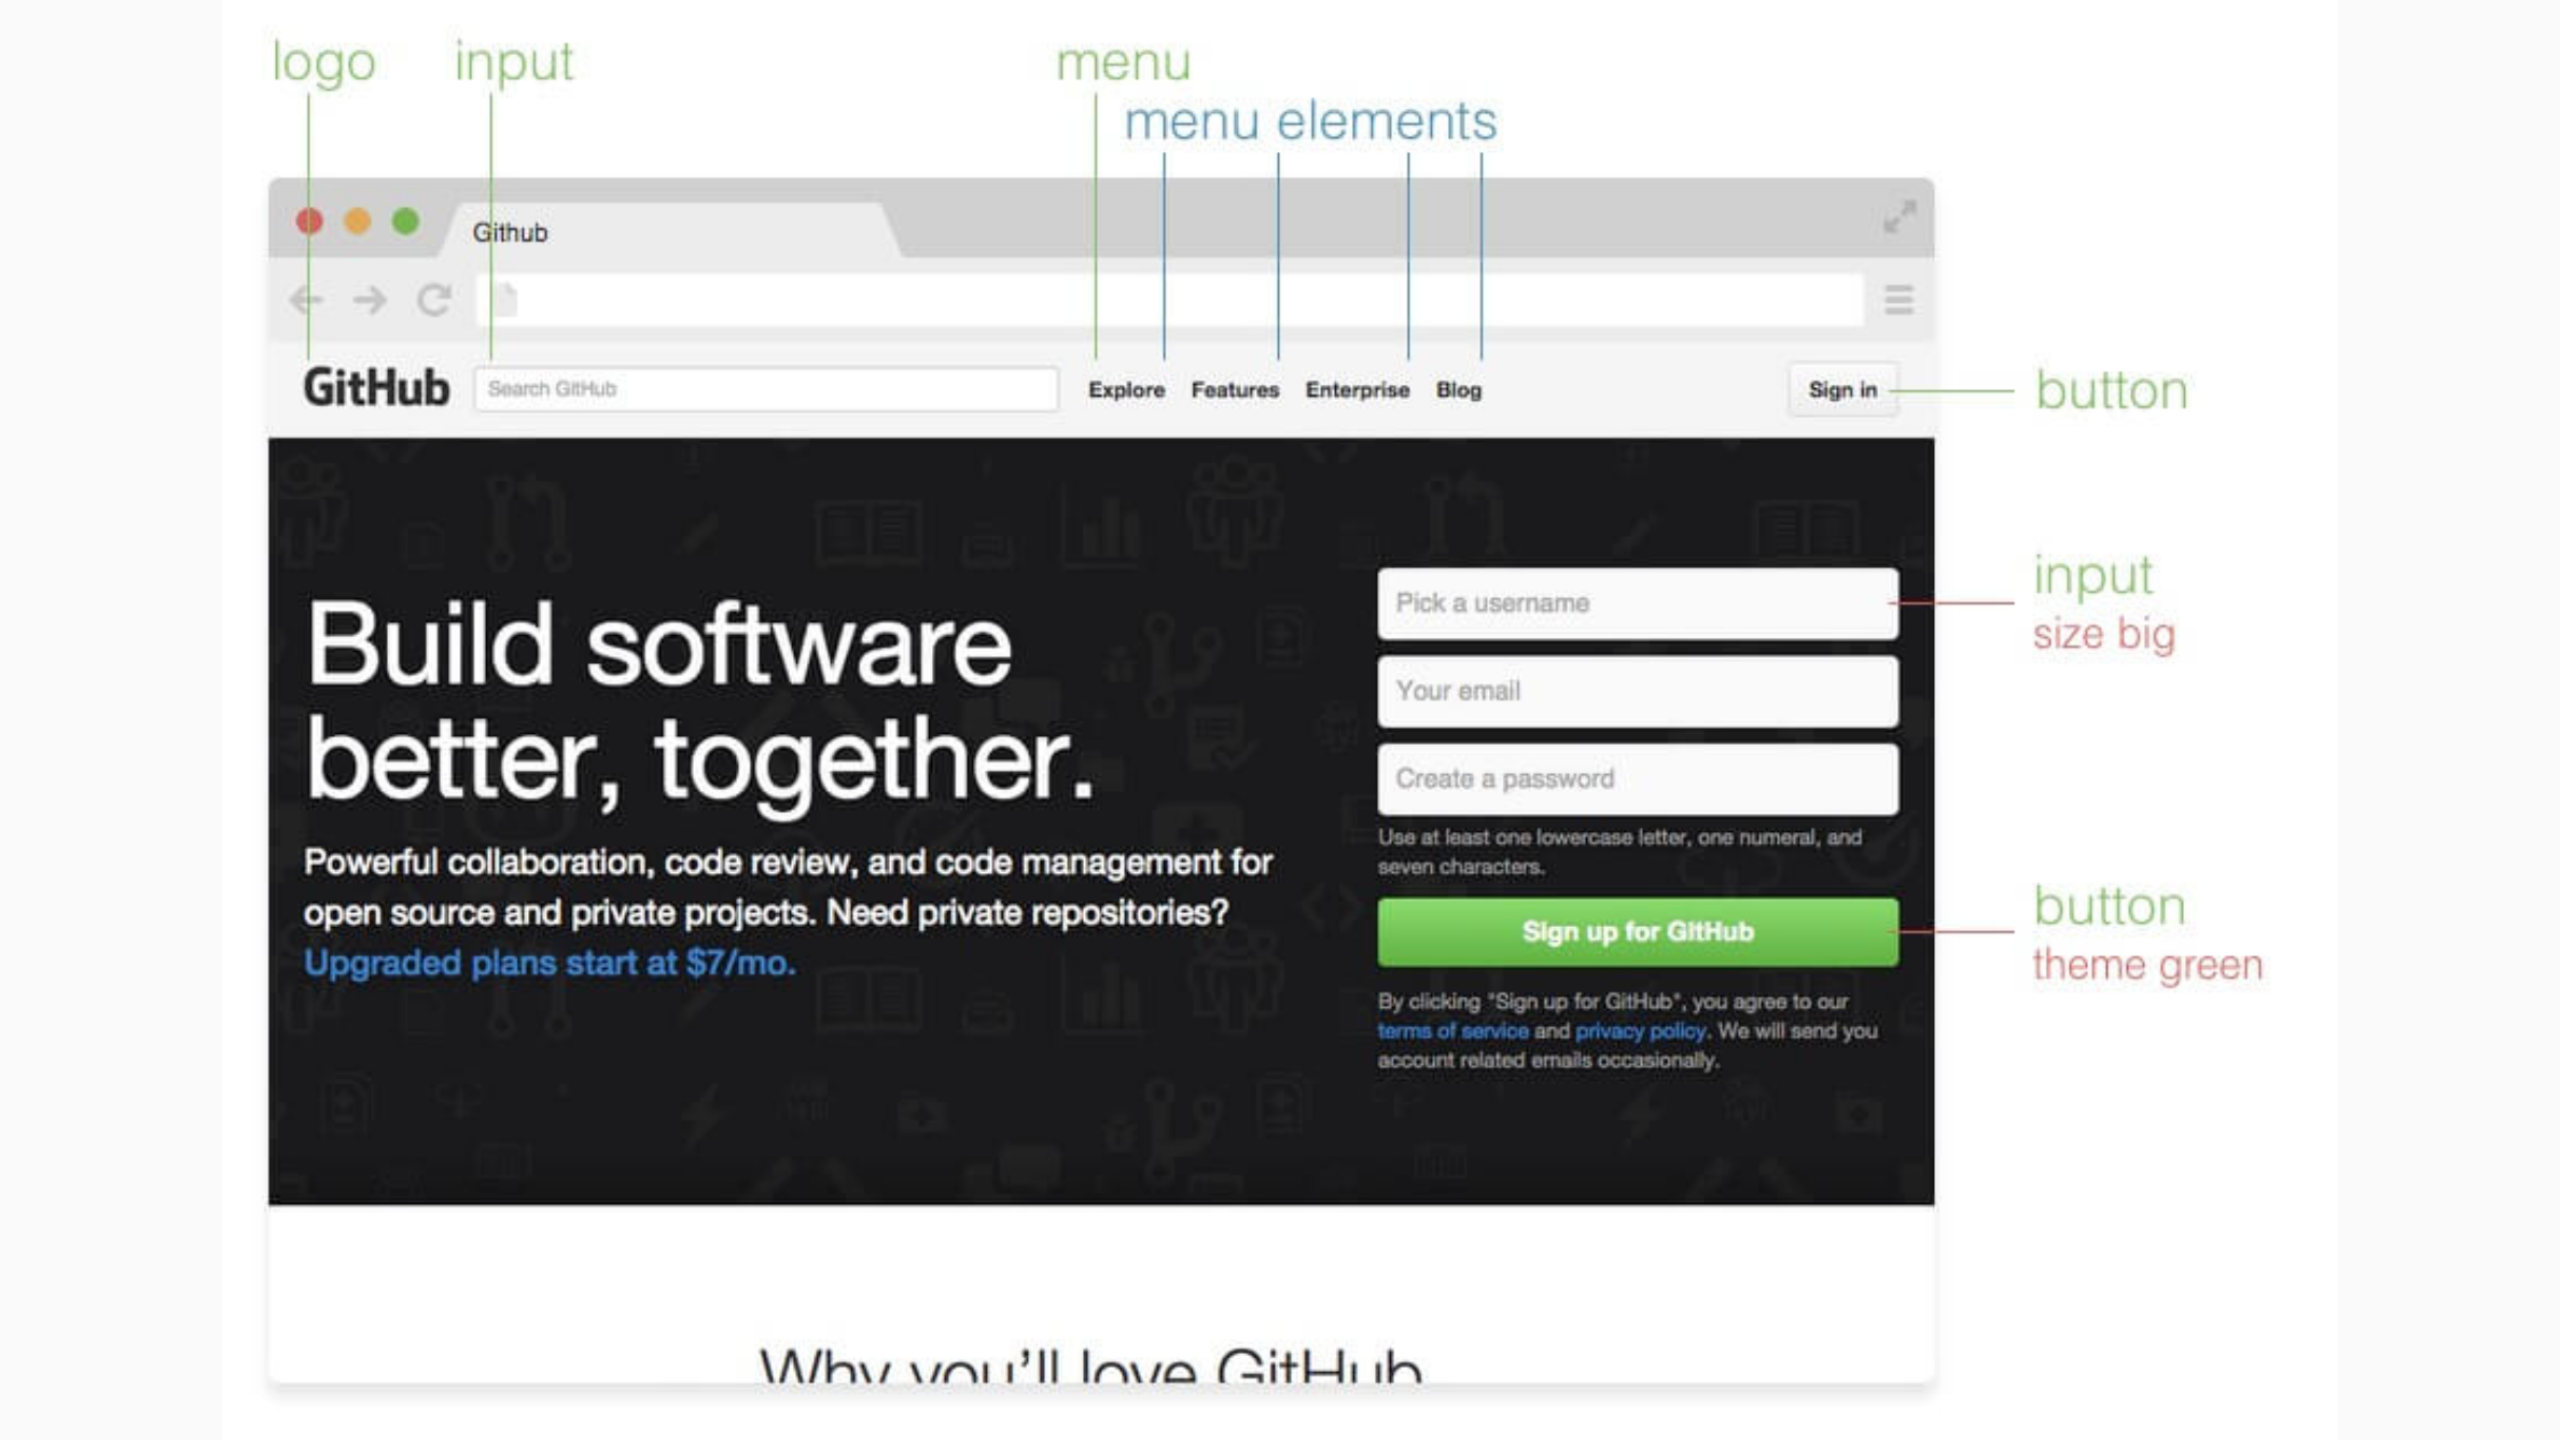 logo input menu
menu elements
Github
GitHub Search GitHub Explore Features Enterprise Blog Sign in button
Build software
better, together.
Powerful collaboration, code review, and code management for
open source and private projects. Need private repositories?
Upgraded plans start at $7/mo.
Pick a username
input
size big
Your email
Create a password
Use at least one lowercase letter, one numeral, and
seven characters.
Sign up for GitHub
button
theme green
By clicking "Sign up for GitHub", you agree to our
terms of service and privacy policy. We will send you
account related emails occasionally.
Why you'll love GitHub